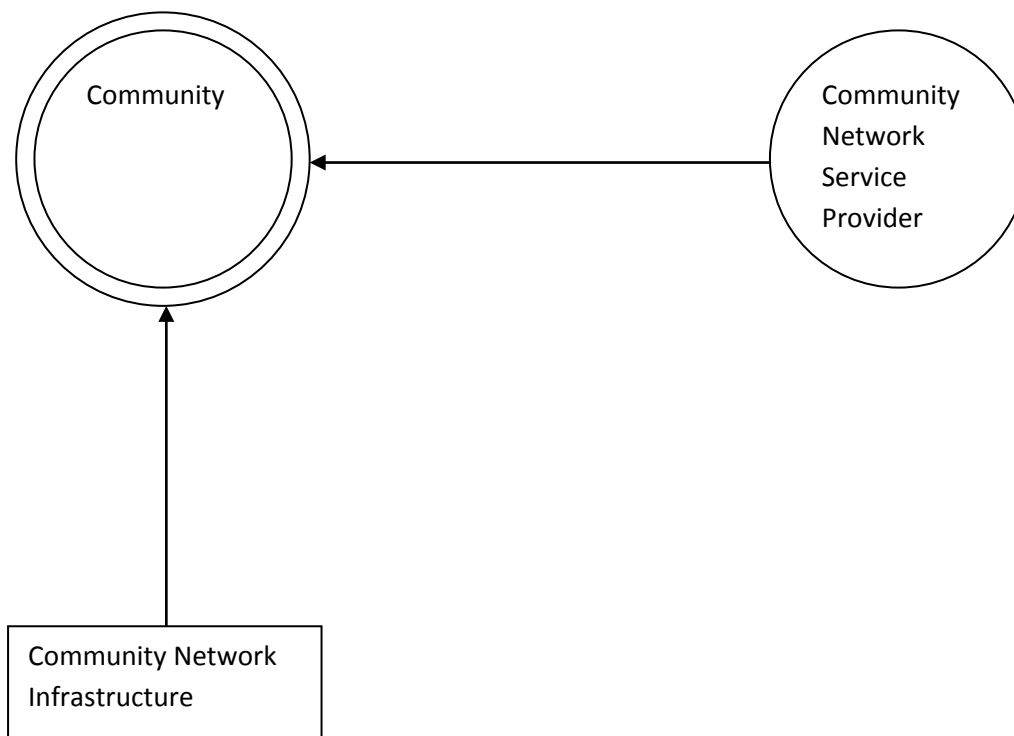 Community
Community
Network
Service
Provider
Community Network
Infrastructure